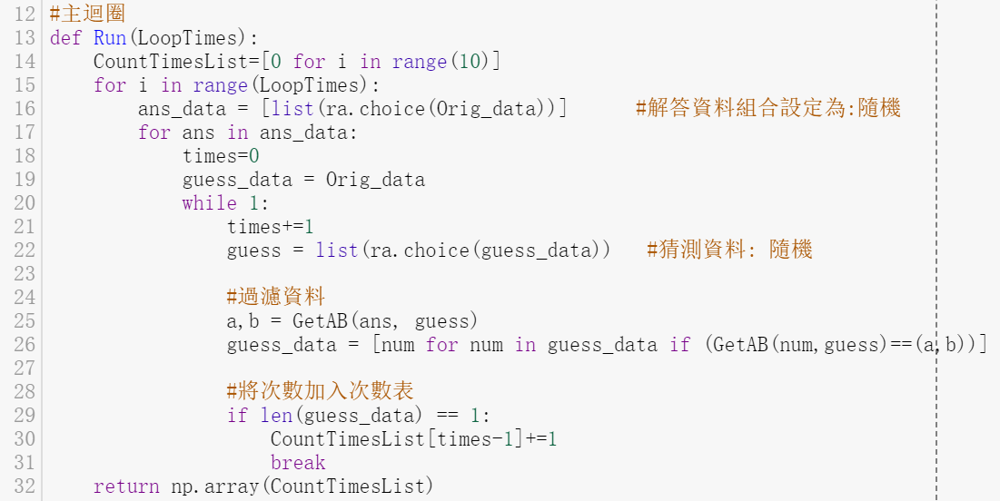 12 #主迴圈
13 def Run(LoopTimes):
14     CountTimesList=[0 for i in range(10)]
15     for i in range(LoopTimes):
16         ans_data = [list(ra.choice(Orig_data))]      #解答資料組合設定為:隨機
17         for ans in ans_data:
18             times=0
19             guess_data = Orig_data
20             while 1:
21                 times+=1
22                 guess = list(ra.choice(guess_data))   #猜測資料: 隨機
23
24                 #過濾資料
25                 a,b = GetAB(ans, guess)
26                 guess_data = [num for num in guess_data if (GetAB(num,guess)==(a,b))]
27
28                 #將次數加入次數表
29                 if len(guess_data) == 1:
30                     CountTimesList[times-1]+=1
31                     break
32     return np.array(CountTimesList)